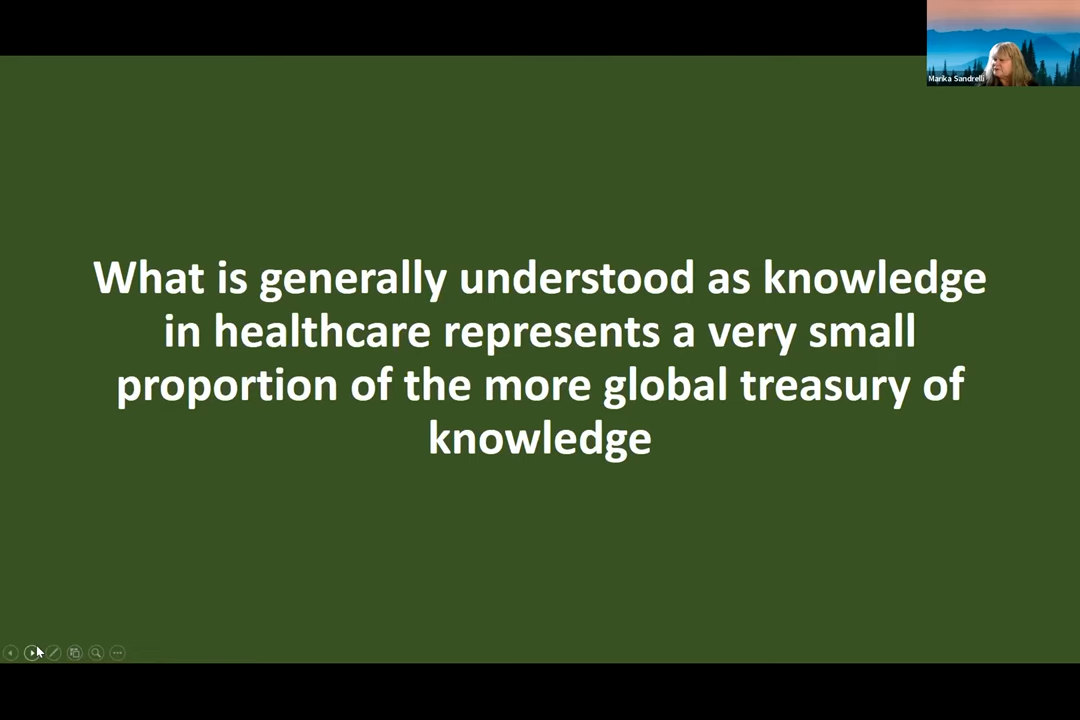 Marika Sandrelli
What is generally understood as knowledge
in healthcare represents a very small
proportion of the more global treasury of
knowledge